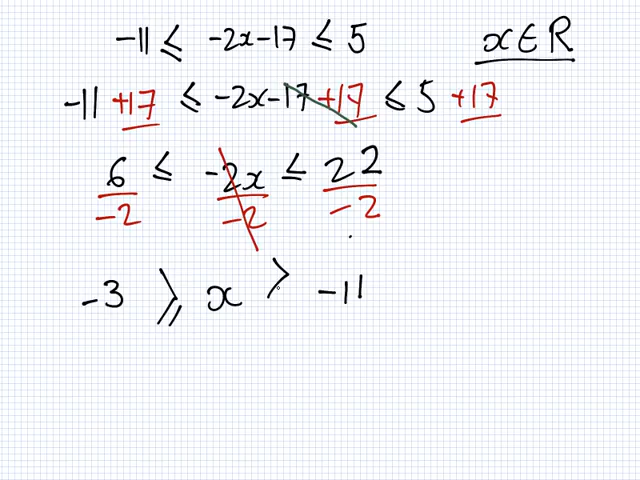 -11 ≤ -2x-17 ≤ 5 x∈R
-11 +17 ≤ -2x-17 +17 ≤ 5 +17
6 ≤ -2x ≤ 22
-2 -2 -2
-3 ⩾ x > -11